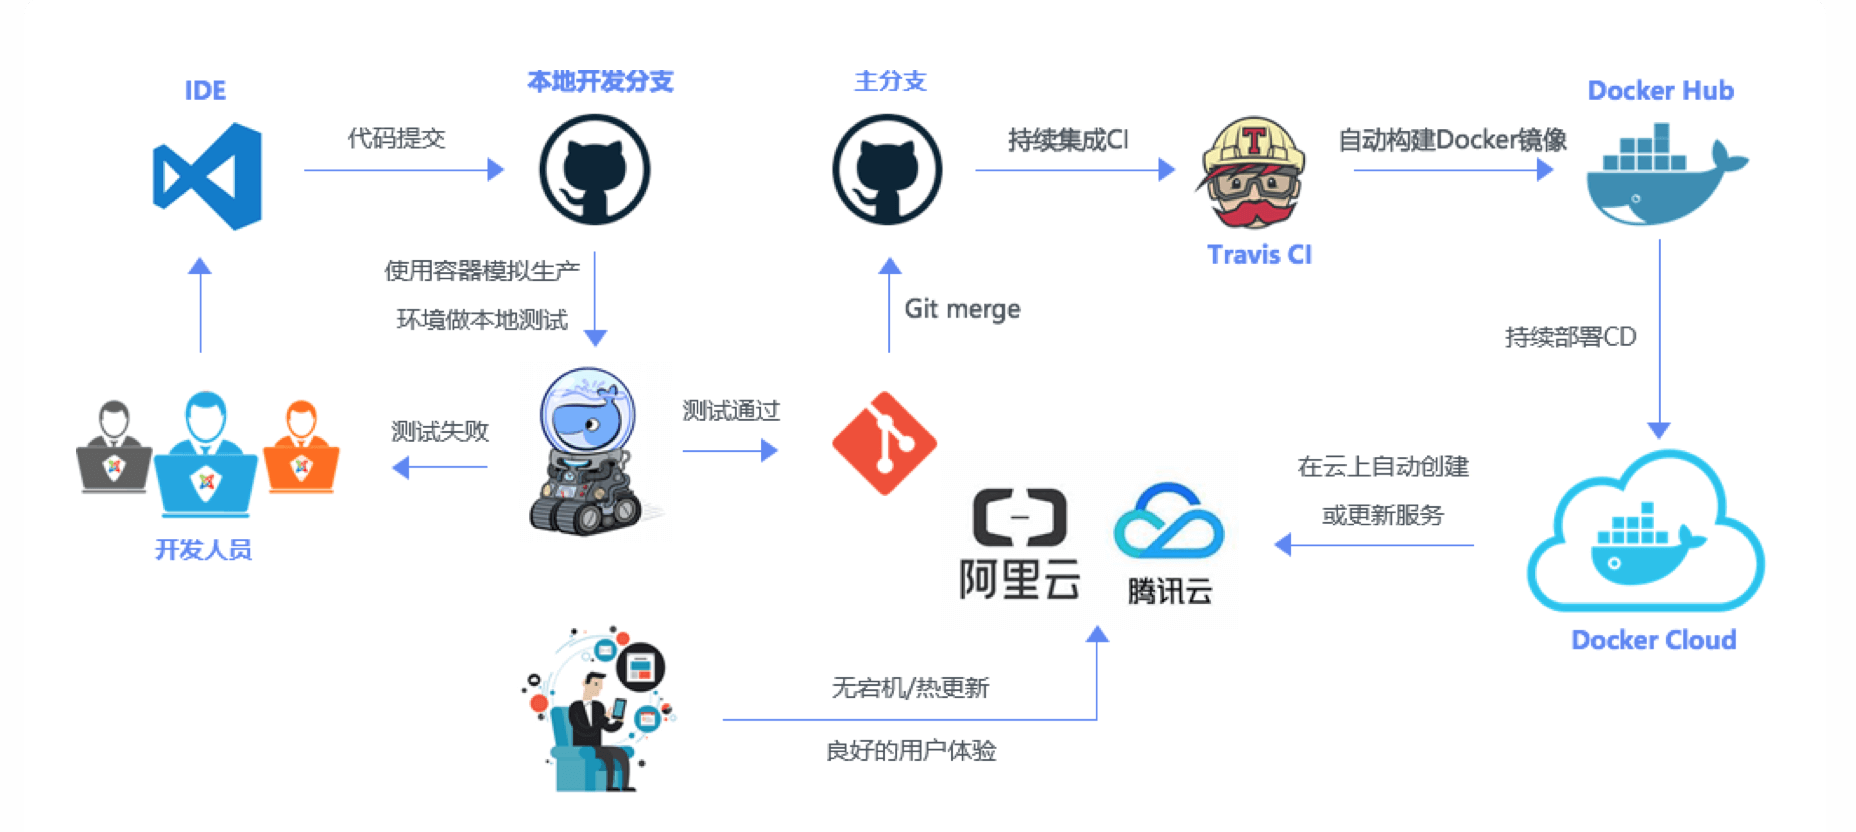 IDE
本地开发分支
主分支
Docker Hub
代码提交
持续集成CI
T
自动构建Docker镜像
Travis CI
使用容器模拟生产
环境做本地测试
Git merge
持续部署CD
测试失败
测试通过
开发人员
阿里云
腾讯云
在云上自动创建
或更新服务
Docker Cloud
无宕机/热更新
良好的用户体验